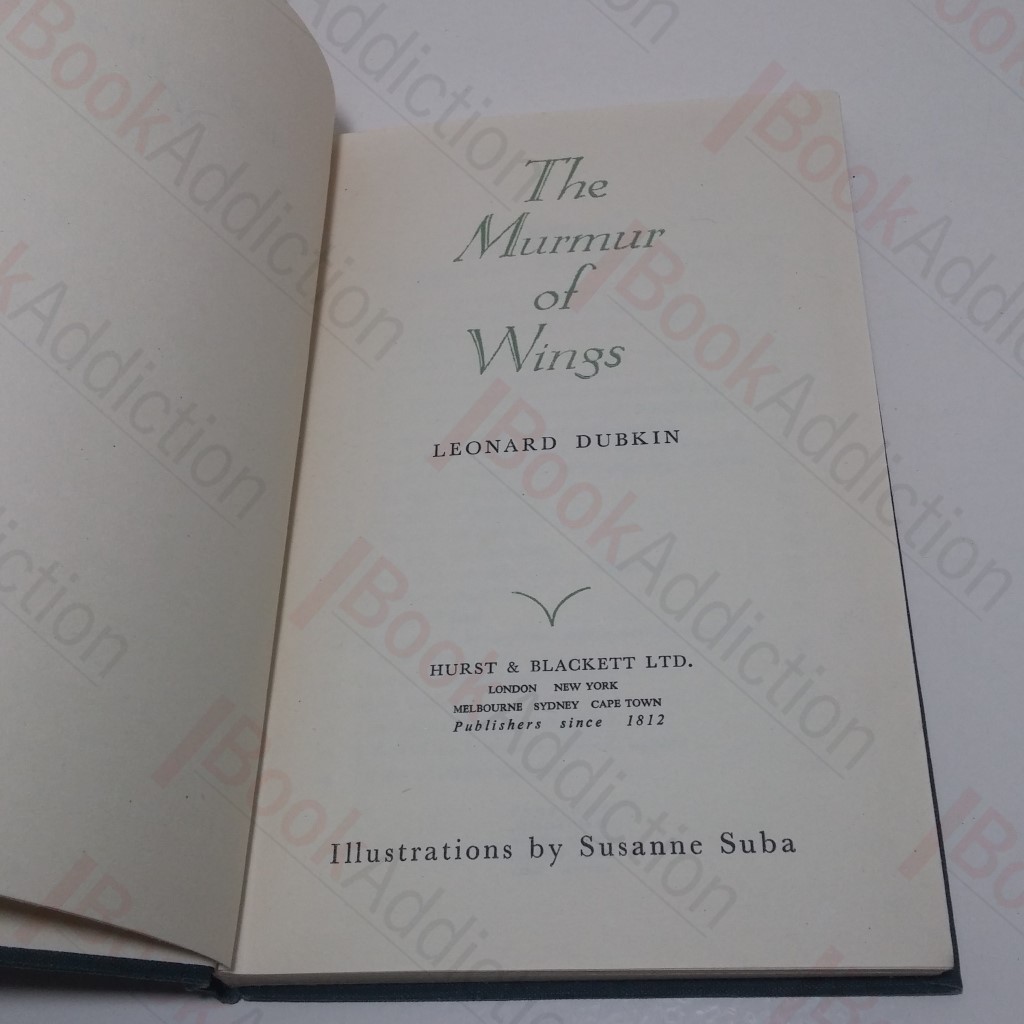 The
Murmur
of
Wings
LEONARD DUBKIN
HURST & BLACKETT LTD.
LONDON NEW YORK
MELBOURNE SYDNEY CAPE TOWN
Publishers since 1812
Illustrations by Susanne Suba
BookAddiction